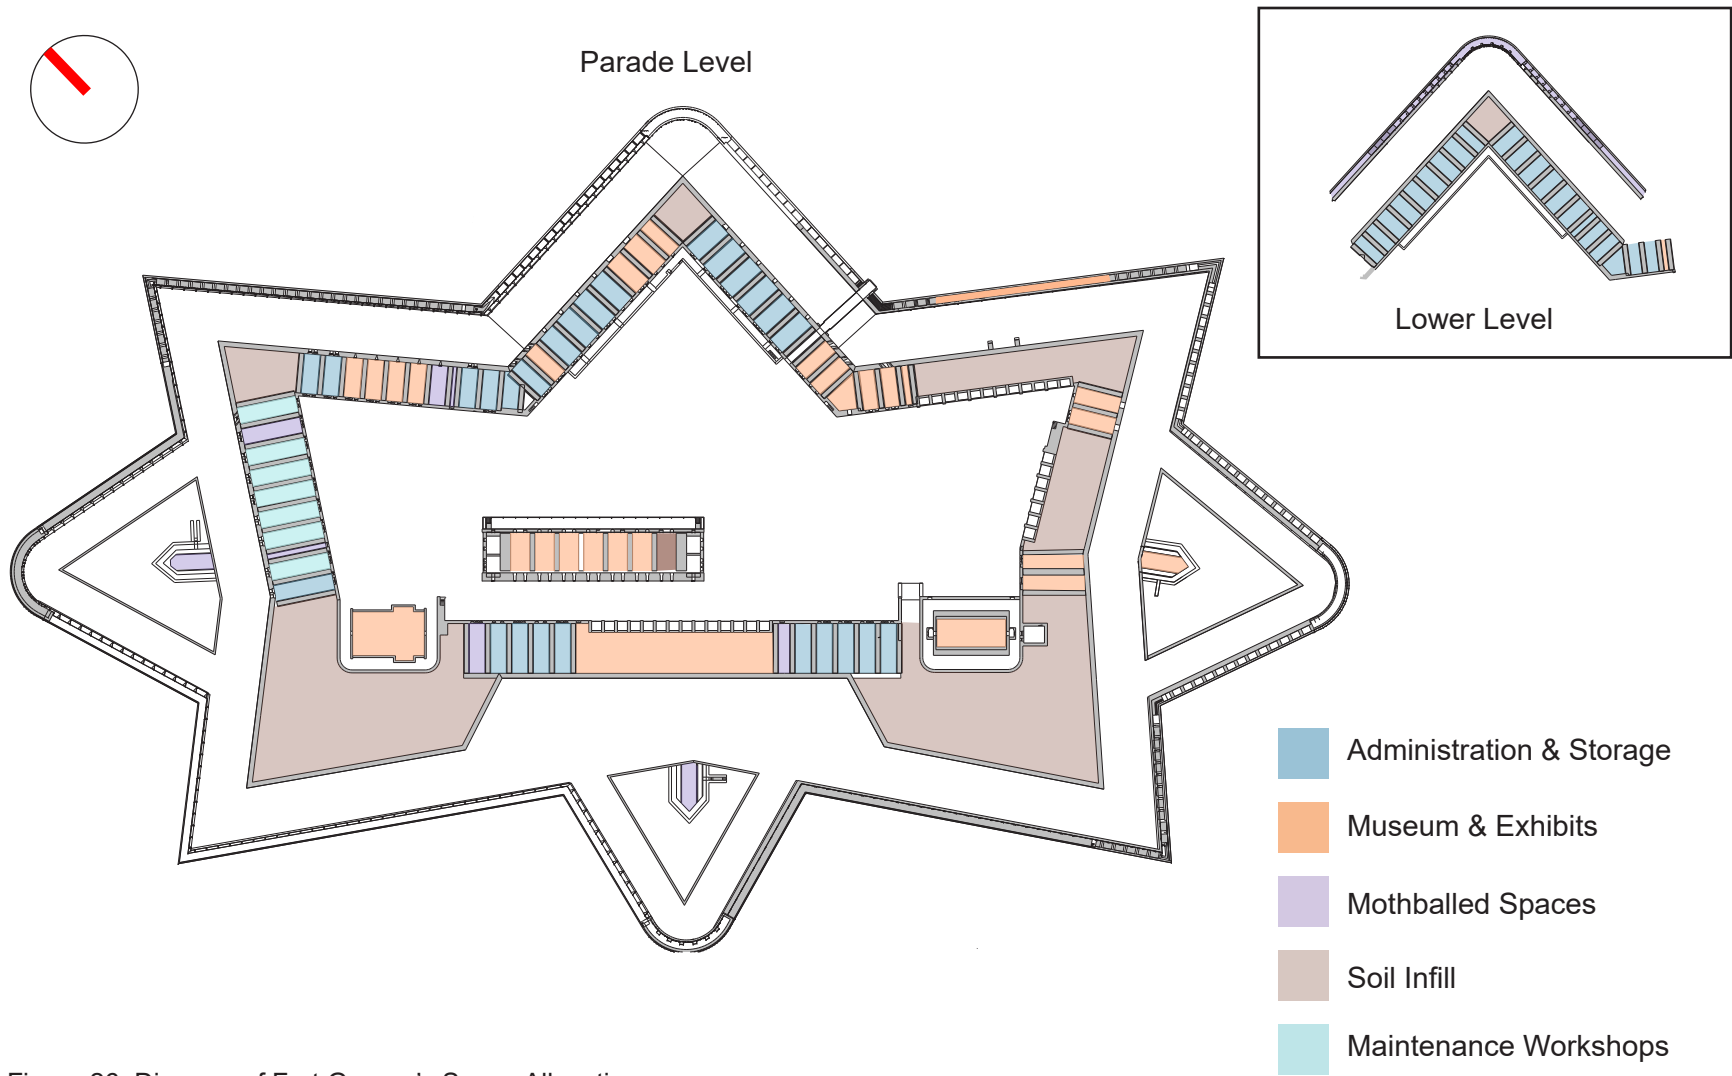 Parade Level
Lower Level
Administration & Storage
Museum & Exhibits
Mothballed Spaces
Soil Infill
Maintenance Workshops